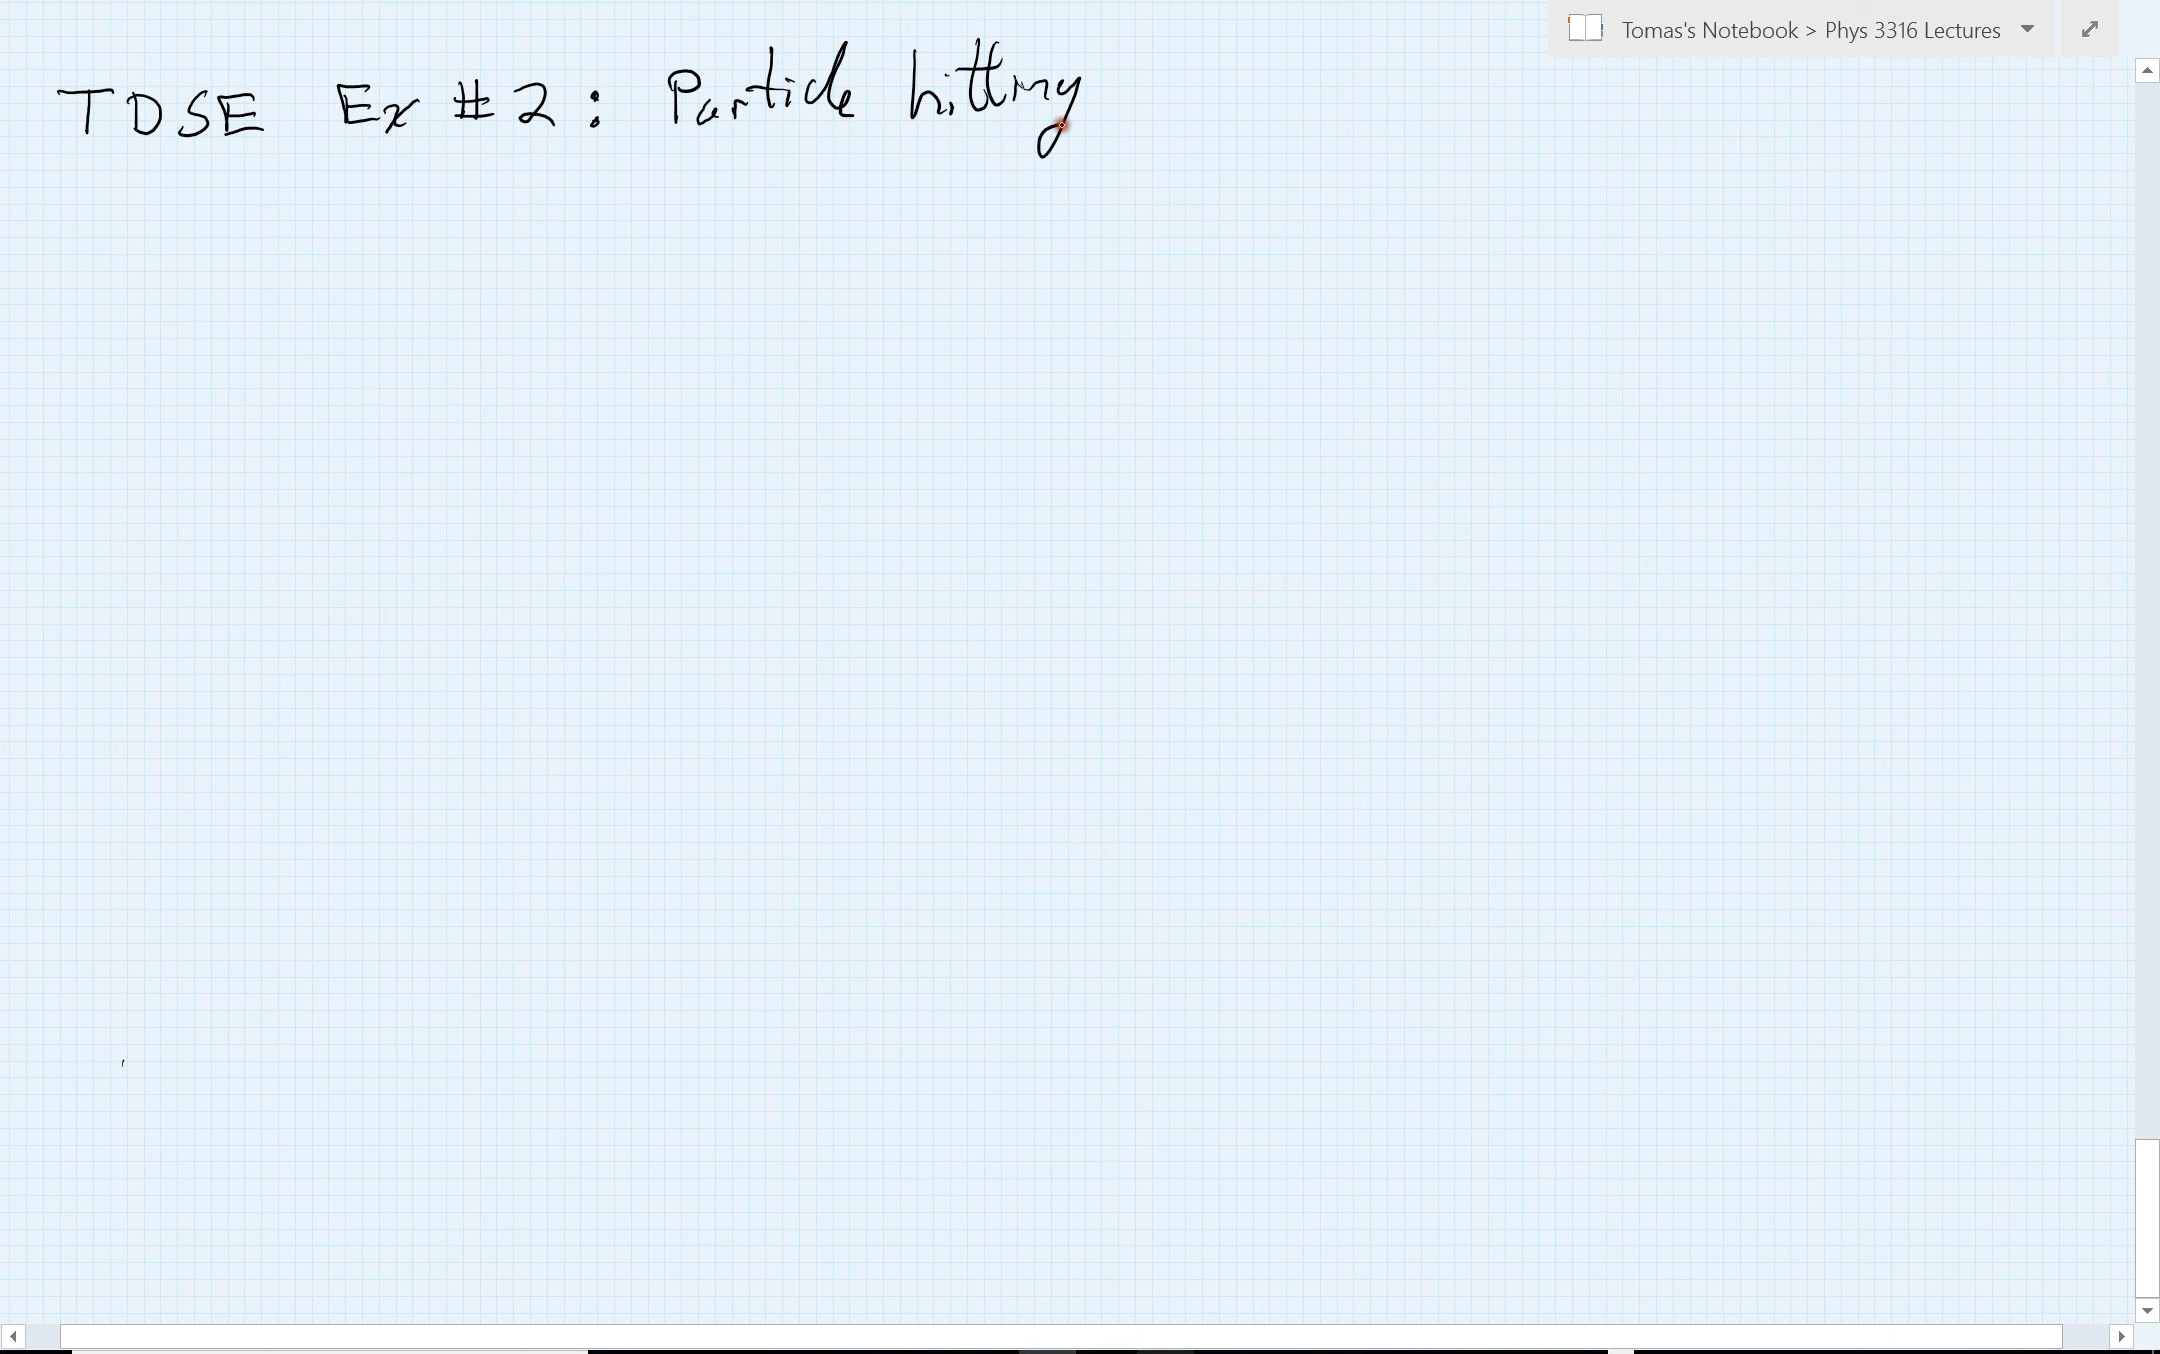 Tomas's Notebook > Phys 3316 Lectures
TDSE Ex #2: Particle hitting